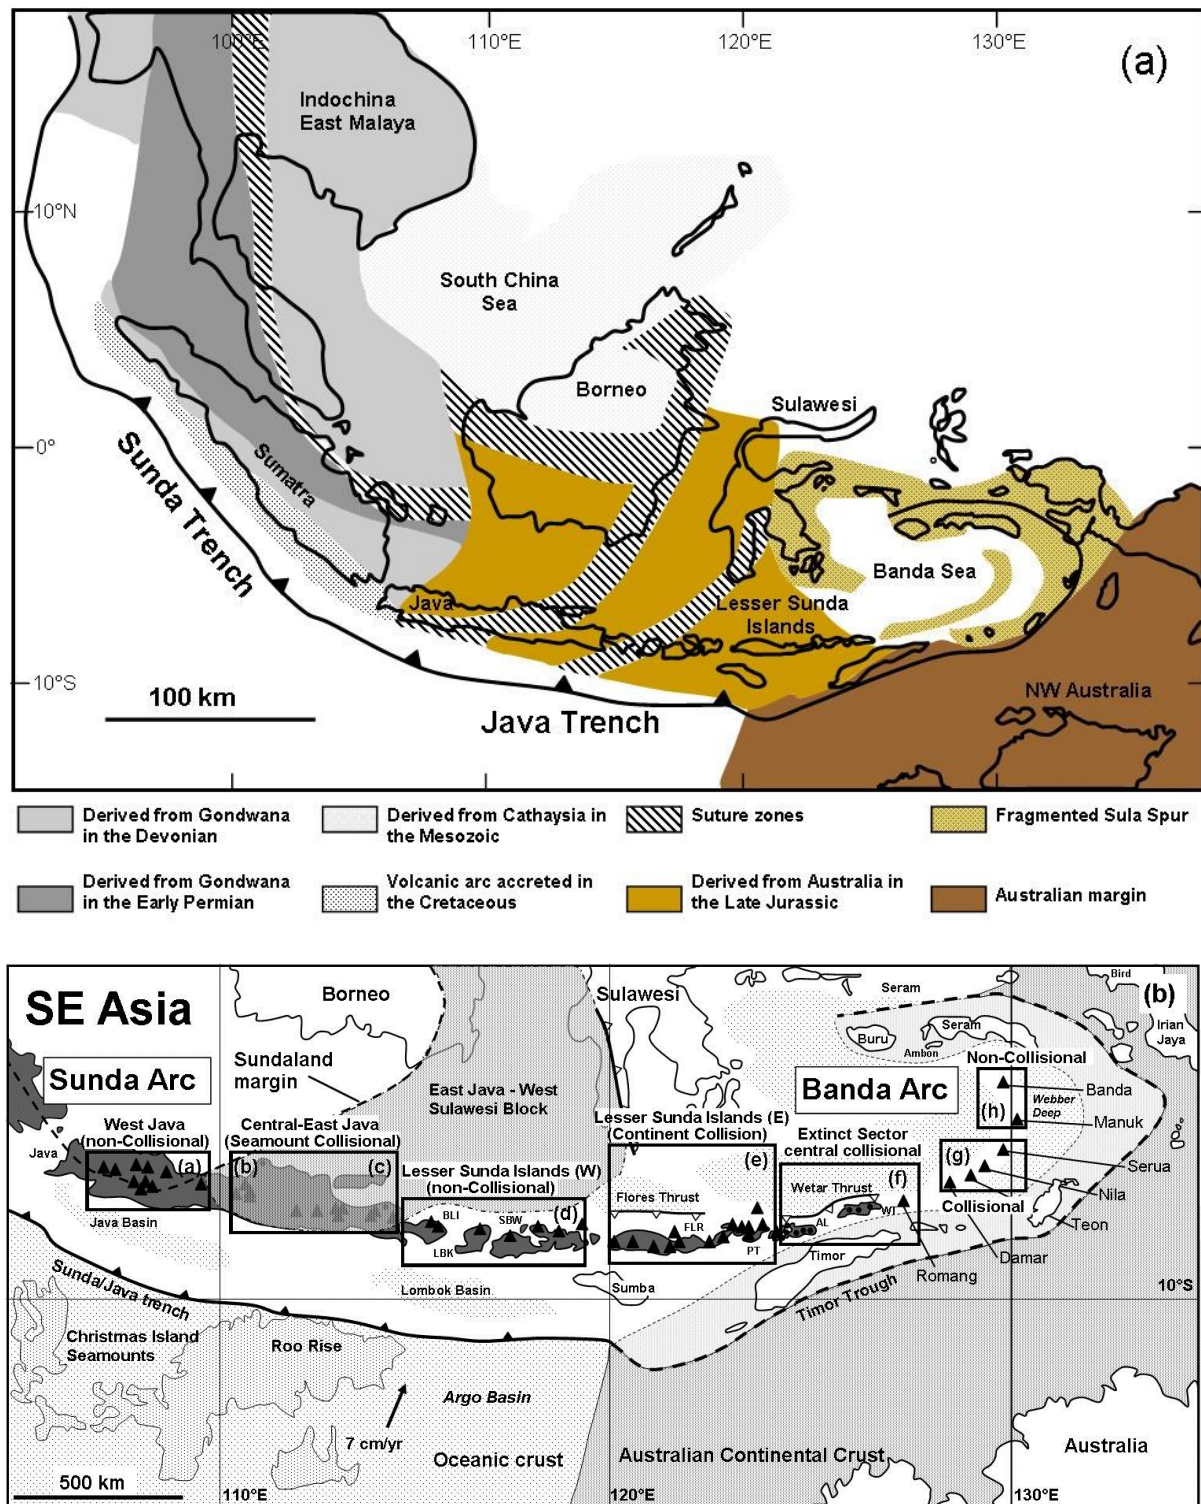 100°E
110°E
120°E
130°E
(a)
Indochina
East Malaya
10°N
South China
Sea
Borneo
Sulawesi
0°
Sumatra
Sunda Trench
Banda Sea
Java
Lesser Sunda
Islands
10°S
100 km
NW Australia
Java Trench
Derived from Gondwana
in the Devonian
Derived from Cathaysia in
the Mesozoic
Suture zones
Fragmented Sula Spur
Derived from Gondwana
in the Early Permian
Volcanic arc accreted in
the Cretaceous
Derived from Australia in
the Late Jurassic
Australian margin
SE Asia
Borneo
Sulawesi
Seram
Bird
(b)
Irian
Jaya
Buru
Seram
Ambon
Sundaland
margin
Sunda Arc
East Java - West
Sulawesi Block
Banda Arc
Non-Collisional
Banda
Webber
Deep
(h)
Manuk
West Java
(non-Collisional)
Central-East Java
(Seamount Collisional)
Lesser Sunda Islands (E)
(Continent Collision)
Extinct Sector
central collisional
Java
(a)
(b)
(c)
Lesser Sunda Islands (W)
(non-Collisional)
(e)
(f)
(g)
Serua
Nila
Collisional
Teon
Damar
Romang
Flores Thrust
Wetar Thrust
Java Basin
BLI
SBW
(d)
LBK
FLR
PT
AL
WI
Timor
Sumba
Lombok Basin
Timor Trough
10°S
Sunda/Java trench
Christmas Island
Seamounts
Roo Rise
Argo Basin
7 cm/yr
Oceanic crust
Australian Continental Crust
Australia
500 km
110°E
120°E
130°E